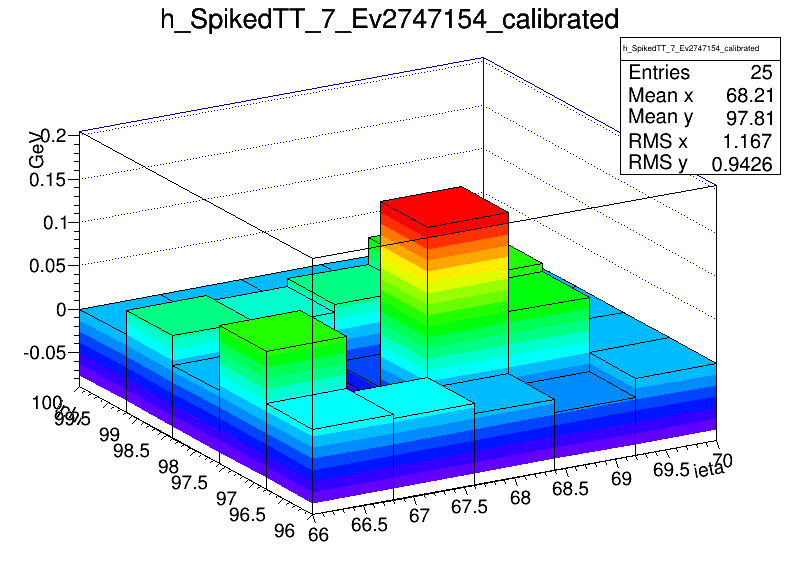 h_SpikedTT_7_Ev2747154_calibrated
h_SpikedTT_7_Ev2747154_calibrated
Entries 25
Mean x 68.21
Mean y 97.81
RMS x 1.167
RMS y 0.9426
GeV
0.2
0.15
0.1
0.05
0
-0.05
100
99.5
99
98.5
98
97.5
97
96.5
96
66
66.5
67
67.5
68
68.5
69
69.5
70
ieta